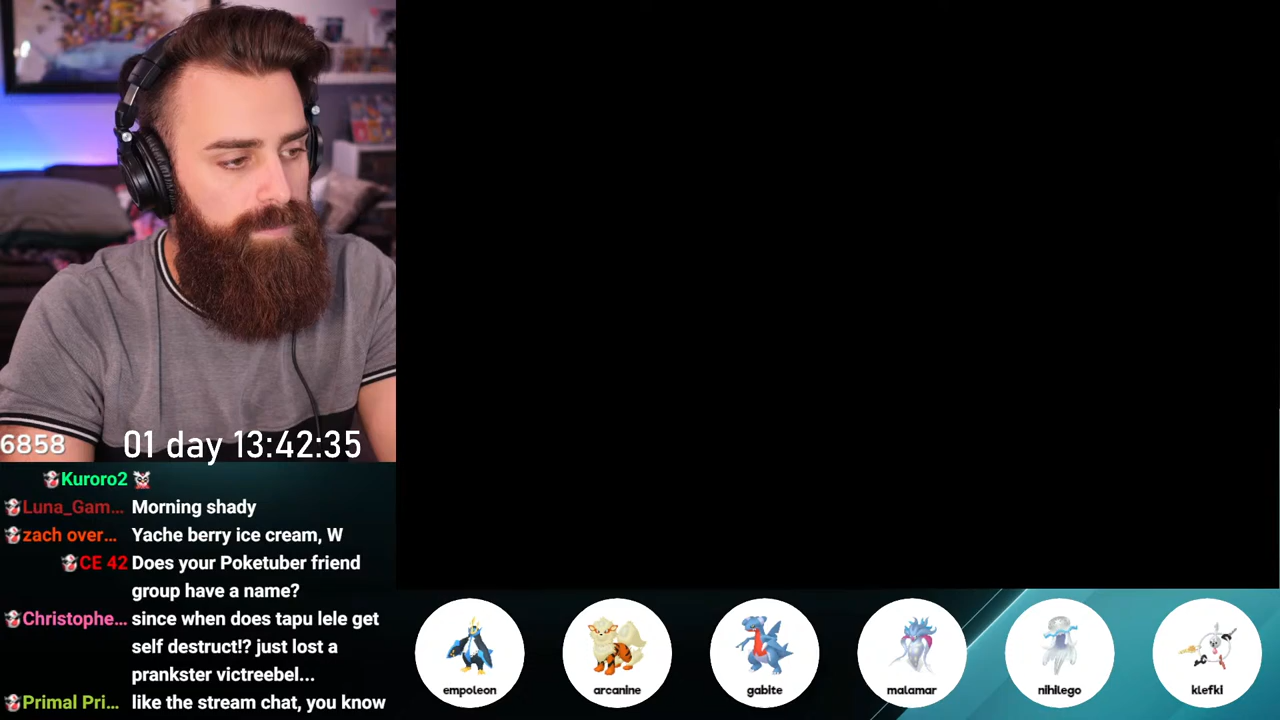 6858
01 day 13:42:35
Kuroro2
Luna_Gam... Morning shady
zach over... Yache berry ice cream, W
CE 42 Does your Poketuber friend
group have a name?
Christophe... since when does tapu lele get
self destruct!? just lost a
prankster victreebel...
Primal Pri... like the stream chat, you know
empoleon
arcanine
gabite
malamar
nihilego
klefki